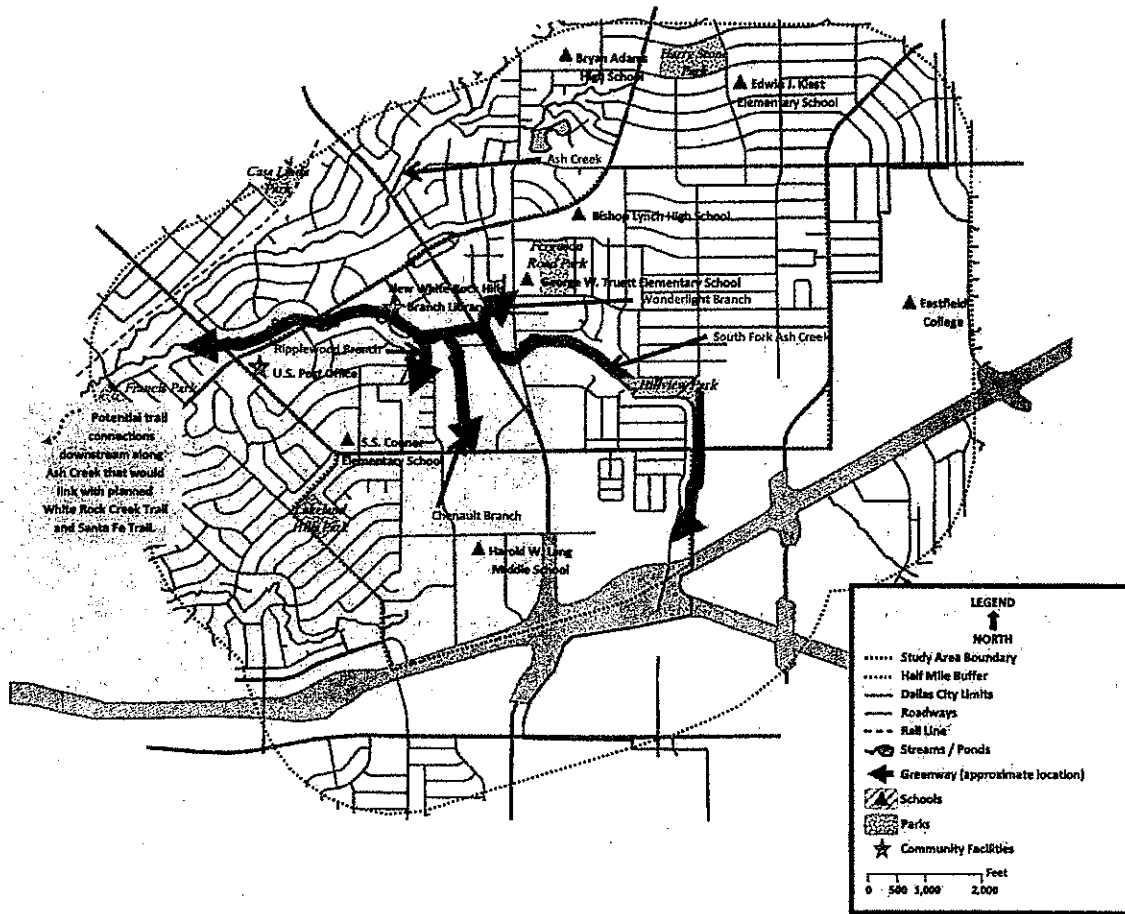 Bryan Adams
High School
Harry Stone
Park
Edwin J. Kiest
Elementary School
Ash Creek
Casa Linda
Park
Bishop Lynch High School
Ferguson
Road Park
George W. Truett Elementary School
New White Rock Hills
Branch Library
Wonderlight Branch
Eastfield
College
South Fork Ash Creek
Ripplewood Branch
U.S. Post Office
St. Francis Park
Hillview Park
Potential trail
connections
downstream along
Ash Creek that would
link with planned
White Rock Creek Trail
and Santa Fe Trail.
S.S. Conner
Elementary School
Lakeland
Hills Park
Chenault Branch
Harold W. Lang
Middle School
LEGEND
NORTH
Study Area Boundary
Half Mile Buffer
Dallas City Limits
Roadways
Rail Line
Streams / Ponds
Greenway (approximate location)
Schools
Parks
Community Facilities
Feet
0 500 1,000 2,000